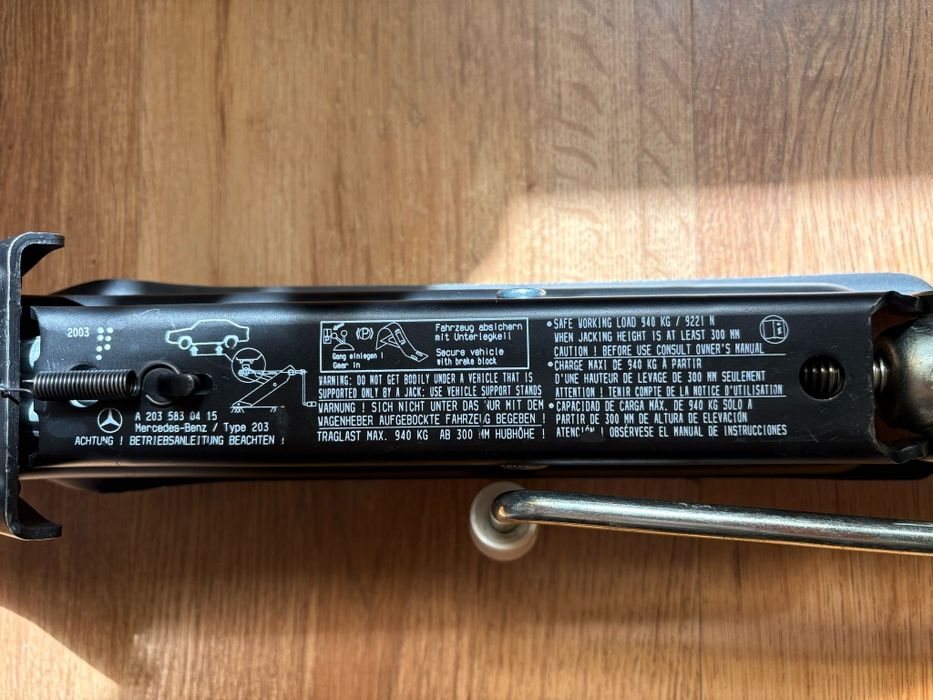 2003
A 203 583 04 15
Mercedes-Benz / Type 203
ACHTUNG ! BETRIEBSANLEITUNG BEACHTEN !
(P)
Gang einlegen !
Gear in
Fahrzeug absichern
mit Unterlegkeil
Secure vehicle
with brake block
WARNING: DO NOT GET BODILY UNDER A VEHICLE THAT IS
SUPPORTED ONLY BY A JACK: USE VEHICLE SUPPORT STANDS
WARNUNG ! SICH NICHT UNTER DAS NUR MIT DEM
WAGENHEBER AUFGEBOCKTE FAHRZEUG BEGEBEN !
TRAGLAST MAX. 940 KG AB 300 MM HUBHÖHE !
•SAFE WORKING LOAD 940 KG / 9221 N
WHEN JACKING HEIGHT IS AT LEAST 300 MM
CAUTION ! BEFORE USE CONSULT OWNER'S MANUAL
•CHARGE MAXI DE 940 KG À PARTIR
D'UNE HAUTEUR DE LEVAGE DE 300 MM SEULEMENT
ATTENTION ! TENIR COMPTE DE LA NOTICE D'UTILISATION
•CAPACIDAD DE CARGA MÁX. DE 940 KG SOLO A
PARTIR DE 300 MM DE ALTURA DE ELEVACIÓN
ATENCIÓN ! OBSÉRVESE EL MANUAL DE INSTRUCCIONES